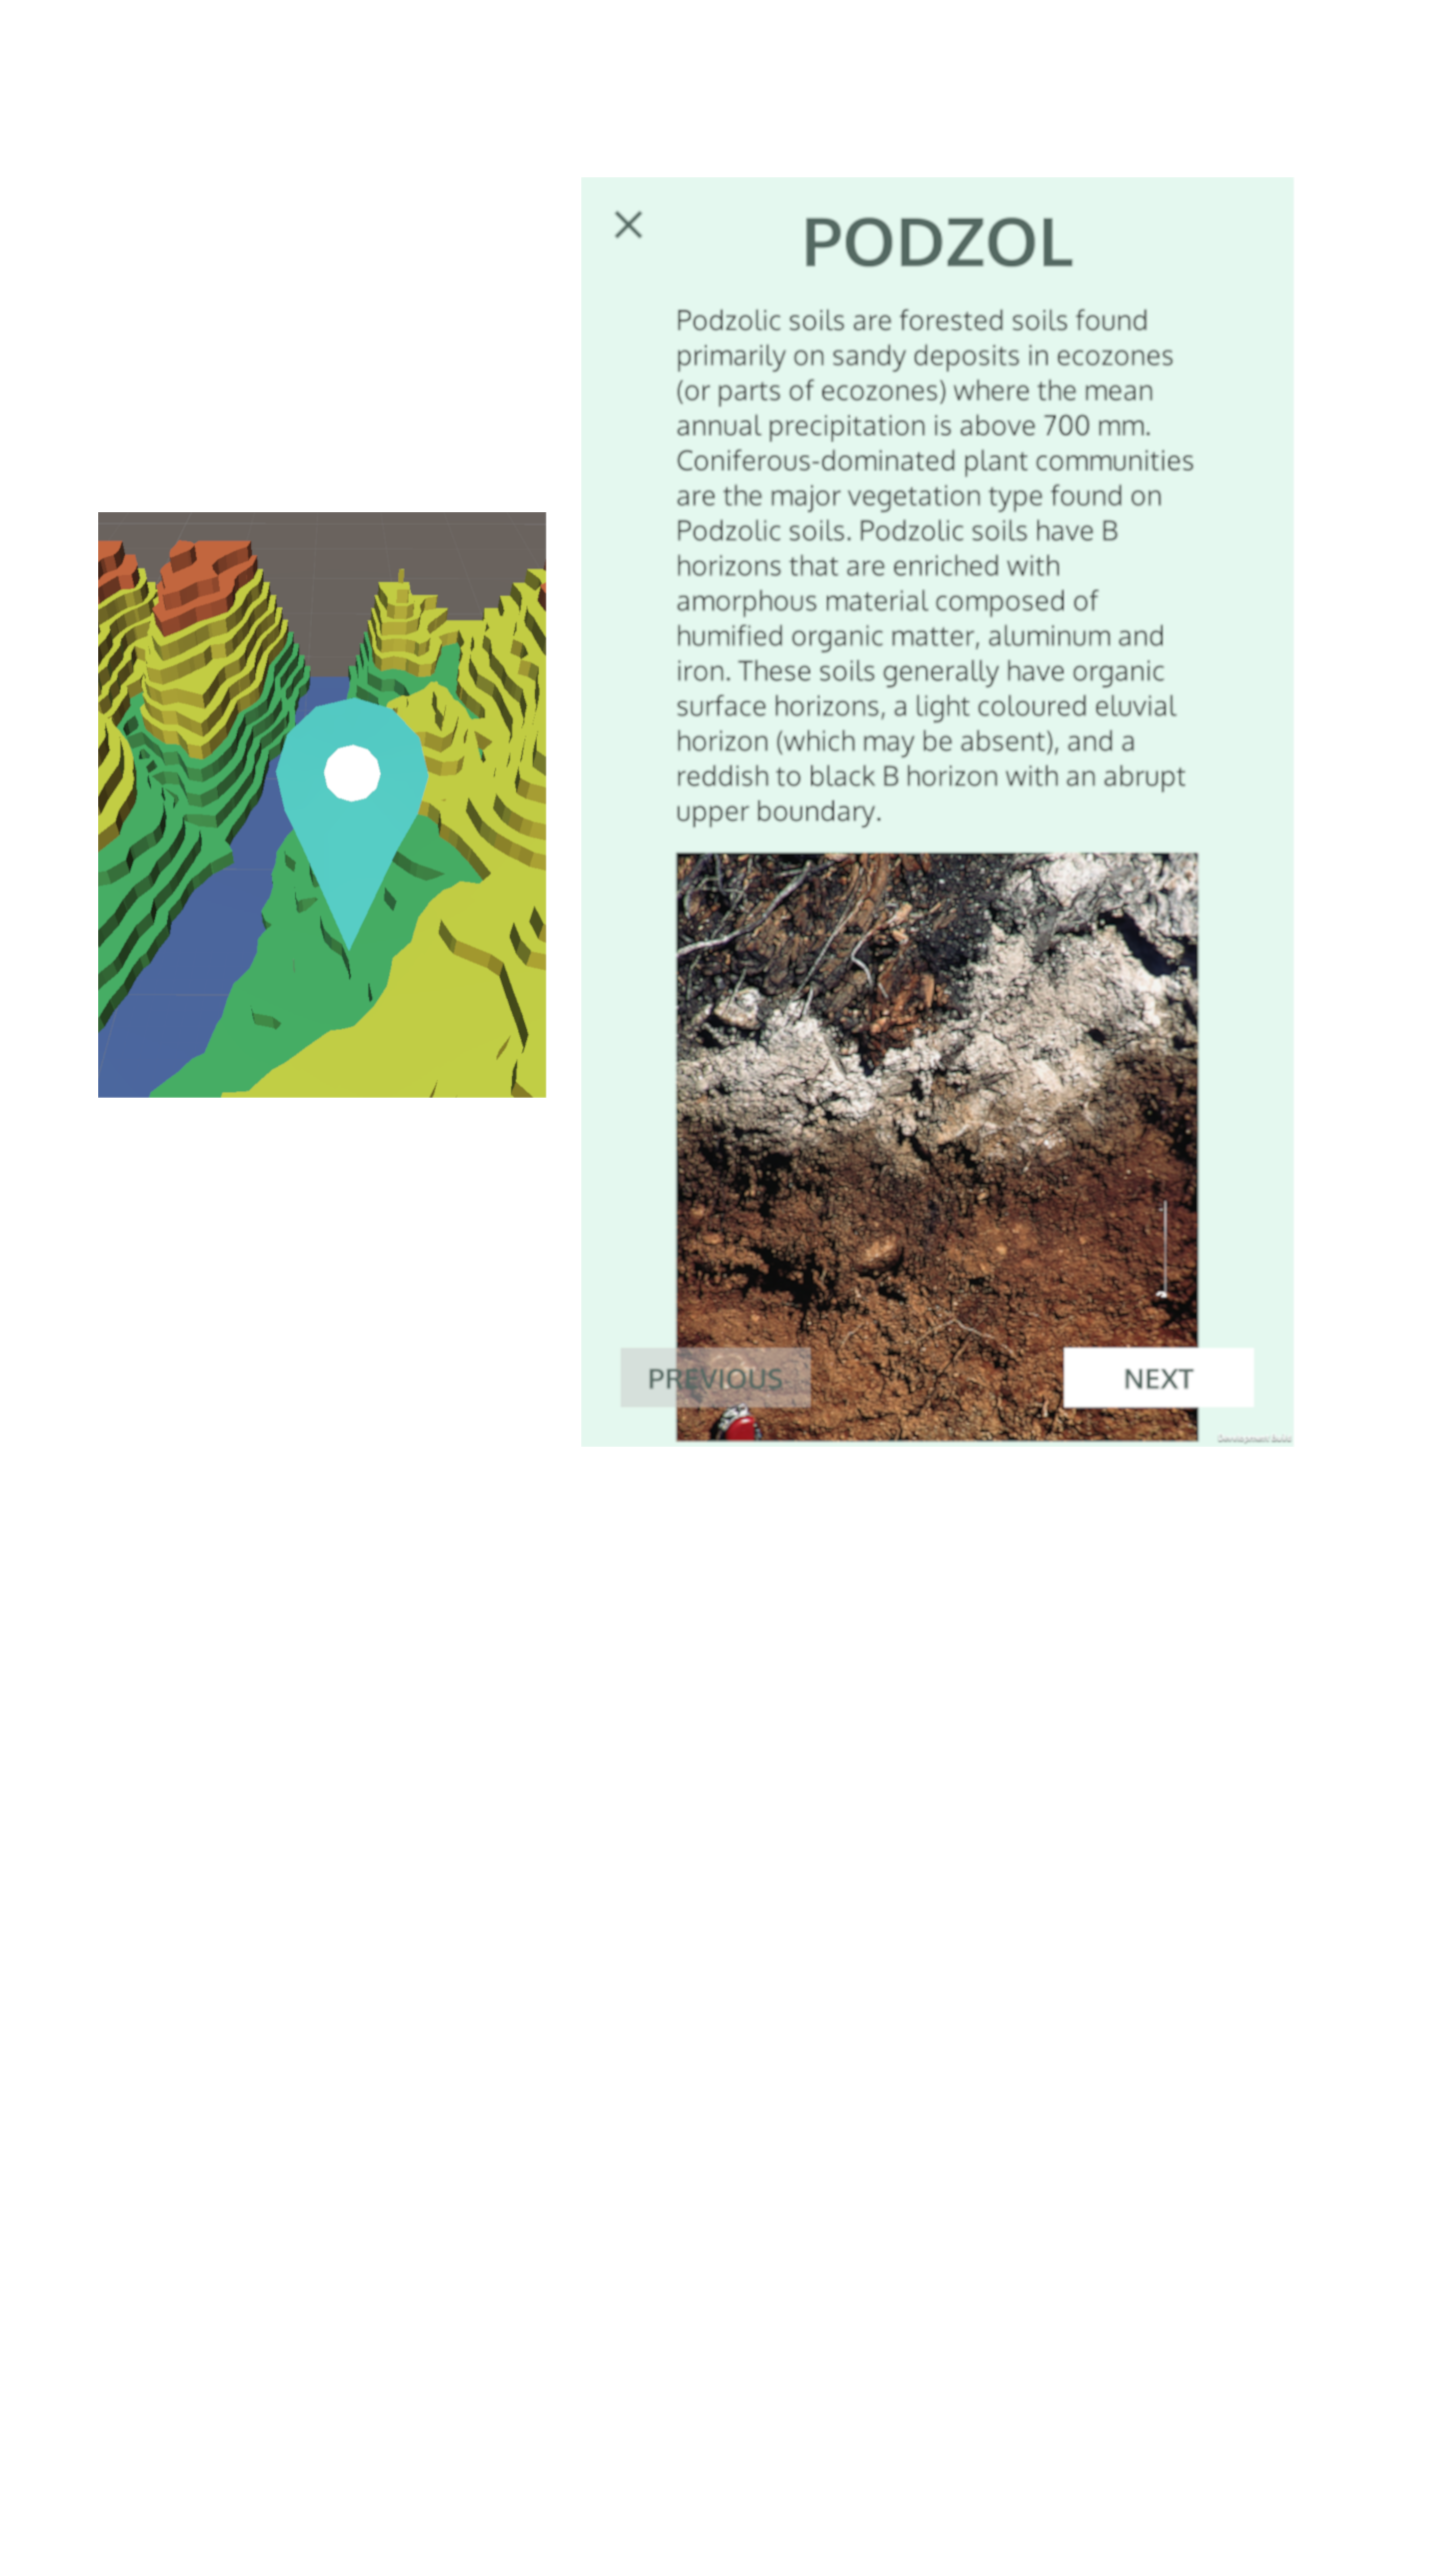 PODZOL
Podzolic soils are forested soils found
primarily on sandy deposits in ecozones
(or parts of ecozones) where the mean
annual precipitation is above 700 mm.
Coniferous-dominated plant communities
are the major vegetation type found on
Podzolic soils. Podzolic soils have B
horizons that are enriched with
amorphous material composed of
humified organic matter, aluminum and
iron. These soils generally have organic
surface horizons, a light coloured eluvial
horizon (which may be absent), and a
reddish to black B horizon with an abrupt
upper boundary.
PREVIOUS
NEXT
Development Build